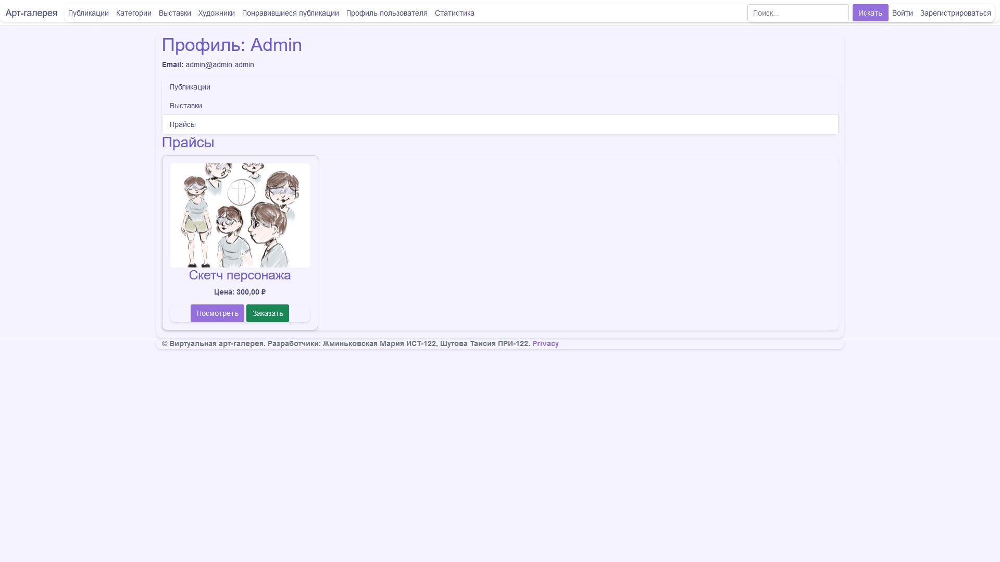 Арт-галерея Публикации Категории Выставки Художники Понравившиеся публикации Профиль пользователя Статистика Поиск... Искать Войти Зарегистрироваться
Профиль: Admin
Email: admin@admin.admin
Публикации
Выставки
Прайсы
Прайсы
Скетч персонажа
Цена: 300,00 ₽
Посмотреть Заказать
© Виртуальная арт-галерея. Разработчики: Жминьковская Мария ИСТ-122, Шутова Таисия ПРИ-122. Privacy